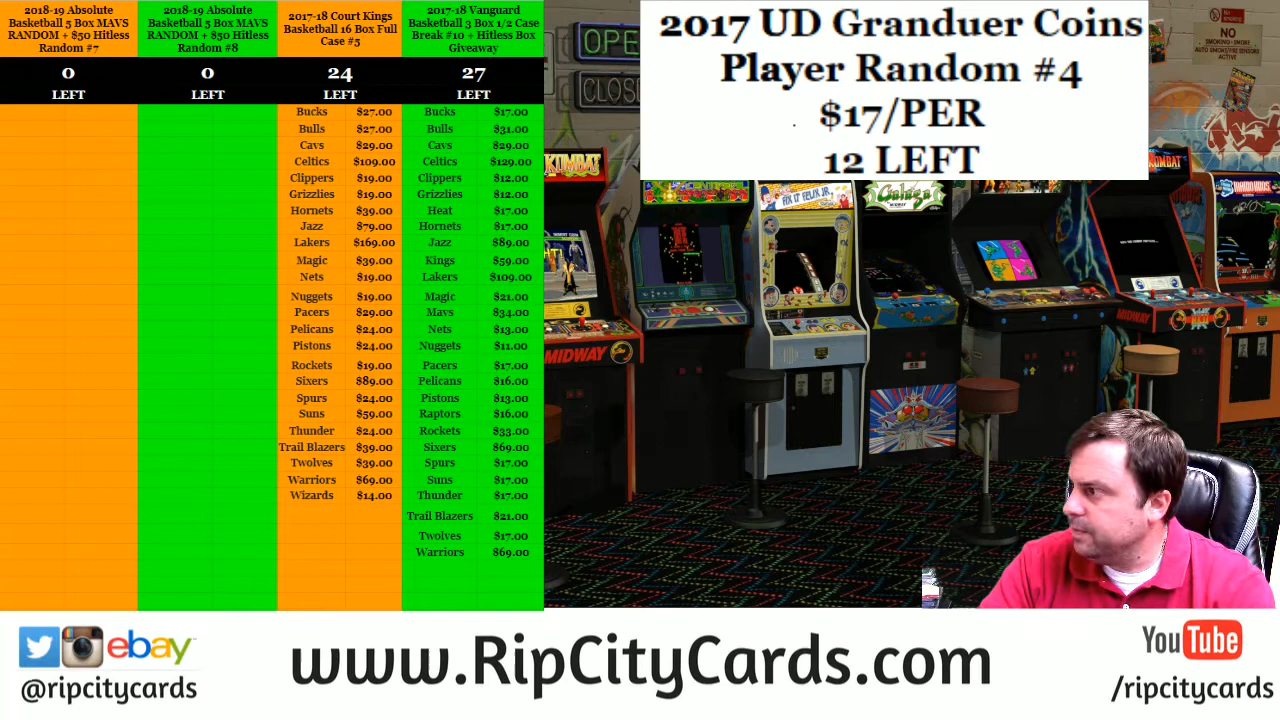 2018-19 Absolute
Basketball 5 Box MAVS
RANDOM + $50 Hitless
Random #7
0
LEFT
2018-19 Absolute
Basketball 5 Box MAVS
RANDOM + $50 Hitless
Random #8
0
LEFT
2017-18 Court Kings
Basketball 16 Box Full
Case #5
24
LEFT
Bucks $27.00
Bulls $27.00
Cavs $29.00
Celtics $109.00
Clippers $19.00
Grizzlies $19.00
Hornets $39.00
Jazz $79.00
Lakers $169.00
Magic $39.00
Nets $19.00
Nuggets $19.00
Pacers $29.00
Pelicans $24.00
Pistons $24.00
Rockets $19.00
Sixers $89.00
Spurs $24.00
Suns $59.00
Thunder $24.00
Trail Blazers $39.00
Twolves $39.00
Warriors $69.00
Wizards $14.00
2017-18 Vanguard
Basketball 3 Box 1/2 Case
Break #10 + Hitless Box
Giveaway
27
LEFT
Bucks $17.00
Bulls $31.00
Cavs $29.00
Celtics $129.00
Clippers $12.00
Grizzlies $12.00
Heat $17.00
Hornets $17.00
Jazz $89.00
Kings $59.00
Lakers $109.00
Magic $21.00
Mavs $34.00
Nets $13.00
Nuggets $11.00
Pacers $17.00
Pelicans $16.00
Pistons $13.00
Raptors $16.00
Rockets $33.00
Sixers $69.00
Spurs $17.00
Suns $17.00
Thunder $17.00
Trail Blazers $21.00
Twolves $17.00
Warriors $69.00
2017 UD Granduer Coins
Player Random #4
$17/PER
12 LEFT
OPE
CLOS
NO
SMOKING
KOMBAT
FIX IT FELIX JR.
Galaga
MIDWAY
KOMBAT
MIDWAY
MIDWAY
ebay
@ripcitycards
www.RipCityCards.com
YouTube
/ripcitycards